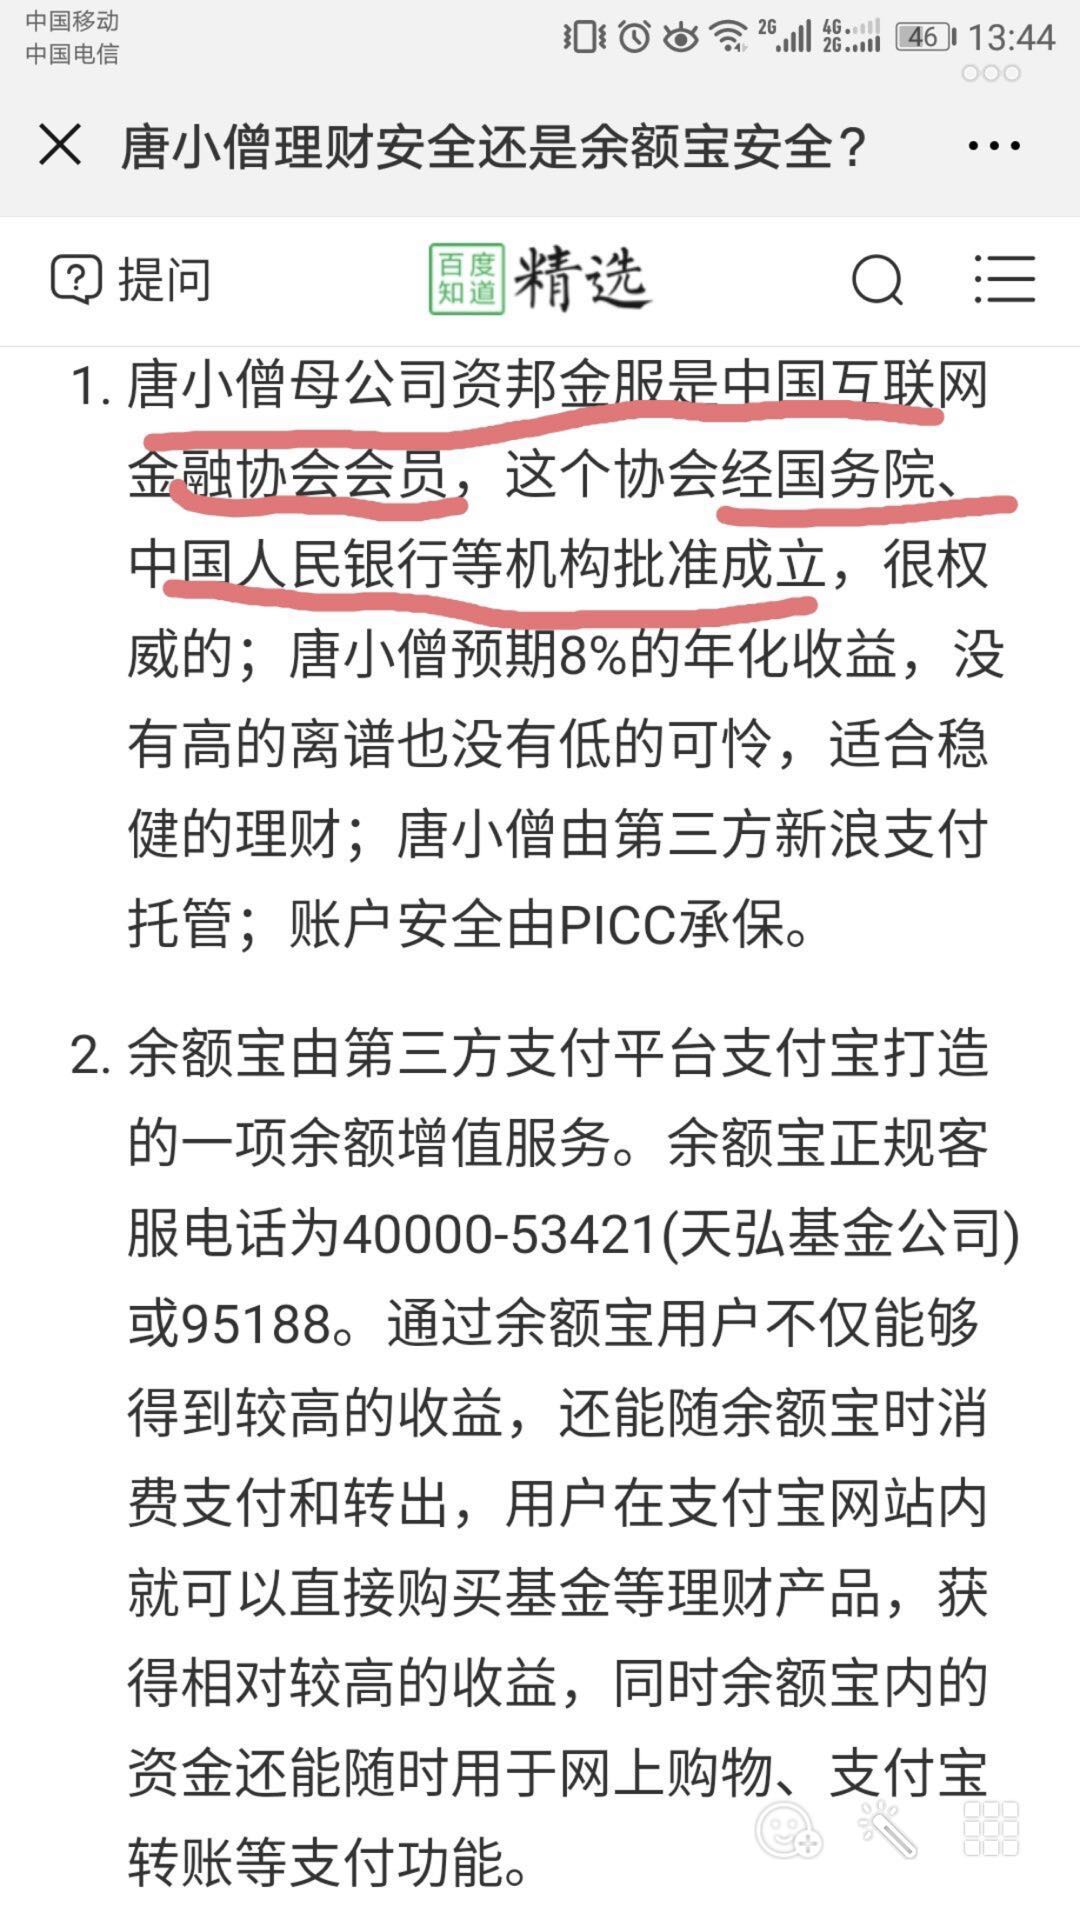 中国移动
中国电信
2G 4G 2G 46 13:44
唐小僧理财安全还是余额宝安全?
提问
百度
知道
精选
1. 唐小僧母公司资邦金服是中国互联网
金融协会会员，这个协会经国务院、
中国人民银行等机构批准成立，很权
威的；唐小僧预期8%的年化收益，没
有高的离谱也没有低的可怜，适合稳
健的理财；唐小僧由第三方新浪支付
托管；账户安全由PICC承保。
2. 余额宝由第三方支付平台支付宝打造
的一项余额增值服务。余额宝正规客
服电话为40000-53421(天弘基金公司)
或95188。通过余额宝用户不仅能够
得到较高的收益，还能随余额宝时消
费支付和转出，用户在支付宝网站内
就可以直接购买基金等理财产品，获
得相对较高的收益，同时余额宝内的
资金还能随时用于网上购物、支付宝
转账等支付功能。